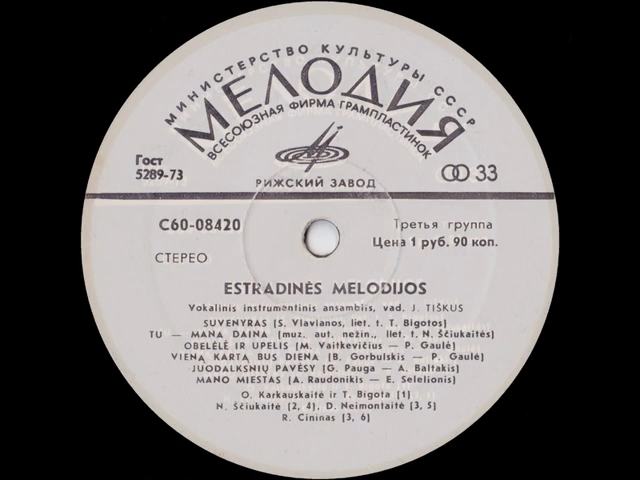 МИНИСТЕРСТВО КУЛЬТУРЫ СССР
МЕЛОДИЯ
ВСЕСОЮЗНАЯ ФИРМА ГРАМПЛАСТИНОК
Гост
5289-73
РИЖСКИЙ ЗАВОД
33
С60-08420
Третья группа
Цена 1 руб. 90 коп.
СТЕРЕО
ESTRADINĖS MELODIJOS
Vokalinis instrumentinis ansamblis, vad. J. TIŠKUS
SUVENYRAS (S. Vlavianos, liet. t. T. Bigotos)
TU — MANA DAINA (muz. aut. nežin., liet t. N. Ščiukaitės)
OBELĖLĖ IR UPELIS (M. Vaitkevičius — P. Gaulė)
VIENĄ KARTĄ BUS DIENA (B. Gorbulskis — P. Gaulė)
JUODALKSNIŲ PAVĖSY (G. Pauga — A. Baltakis)
MANO MIESTAS (A. Raudonikis — E. Selelionis)
O. Karkauskaitė ir T. Bigota (1)
N. Ščiukaitė (2, 4), D. Neimontaitė (3, 5)
R. Cininas (3, 6)